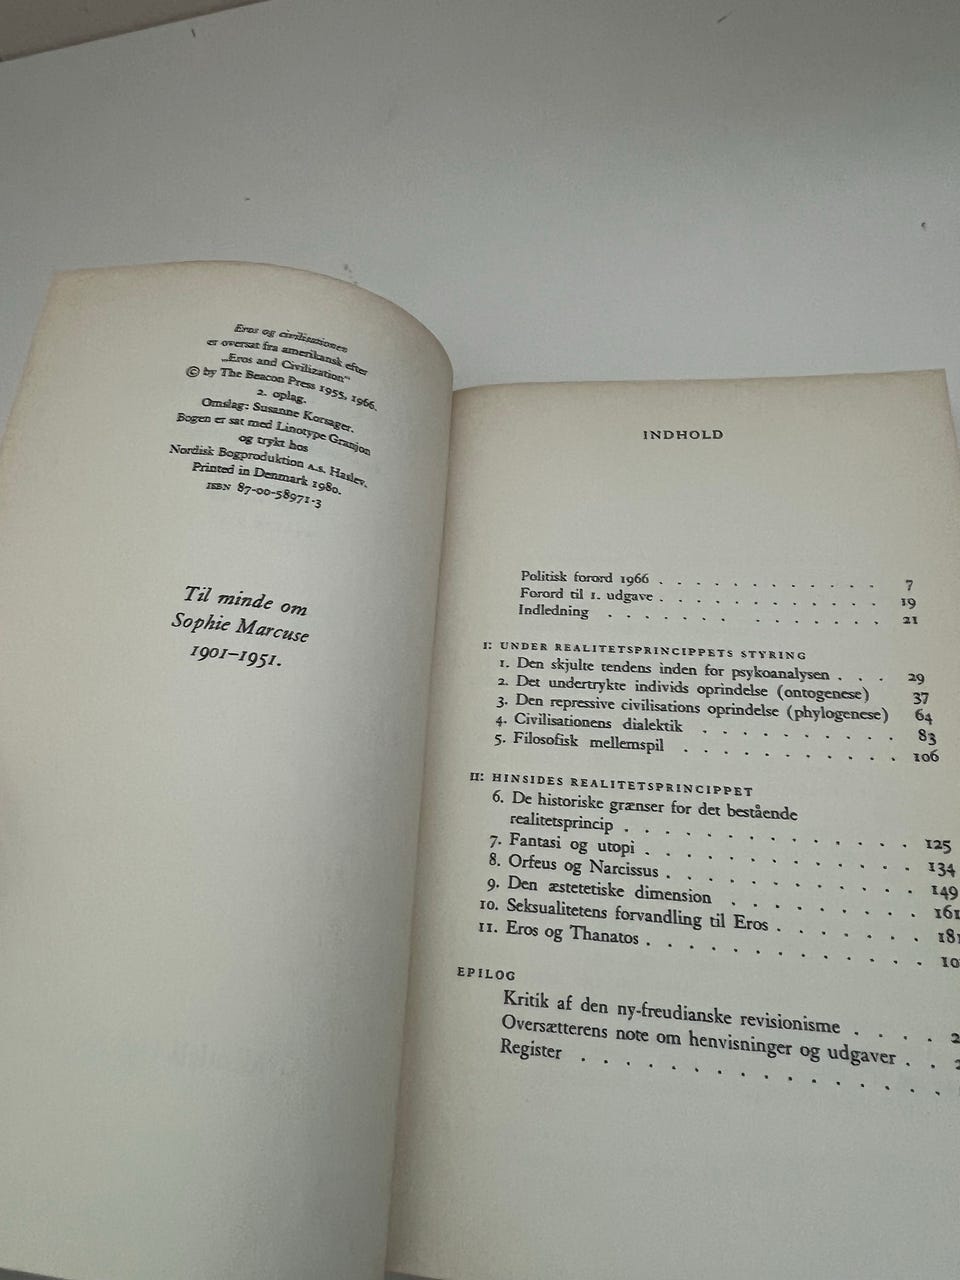 Eros og civilisationen
er oversat fra amerikansk efter
„Eros and Civilization“
© by The Beacon Press 1955, 1966.
2. oplag.
Omslag: Susanne Korsager.
Bogen er sat med Linotype Granjon
og trykt hos
Nordisk Bogproduktion A.S. Haslev.
Printed in Denmark 1980.
ISBN 87-00-58971-3
Til minde om
Sophie Marcuse
1901–1951.
INDHOLD
Politisk forord 1966 . . . . . . . . . . . 7
Forord til 1. udgave . . . . . . . . . . . 19
Indledning . . . . . . . . . . . . 21
I: UNDER REALITETSPRINCIPPETS STYRING
1. Den skjulte tendens inden for psykoanalysen . . . 29
2. Det undertrykte individs oprindelse (ontogenese) 37
3. Den repressive civilisations oprindelse (phylogenese) 64
4. Civilisationens dialektik . . . . . . . . . 83
5. Filosofisk mellemspil . . . . . . . . . 106
II: HINSIDES REALITETSPRINCIPPET
6. De historiske grænser for det bestående
realitetsprincip . . . . . . . . . . . . 125
7. Fantasi og utopi . . . . . . . . . . . 134
8. Orfeus og Narcissus . . . . . . . . . . 149
9. Den æstetetiske dimension . . . . . . . . 161
10. Seksualitetens forvandling til Eros . . . . . . 181
11. Eros og Thanatos . . . . . . . . . . . 10
EPILOG
Kritik af den ny-freudianske revisionisme . . . . 2
Oversætterens note om henvisninger og udgaver . . 2
Register . . . . . . . . . . . . .